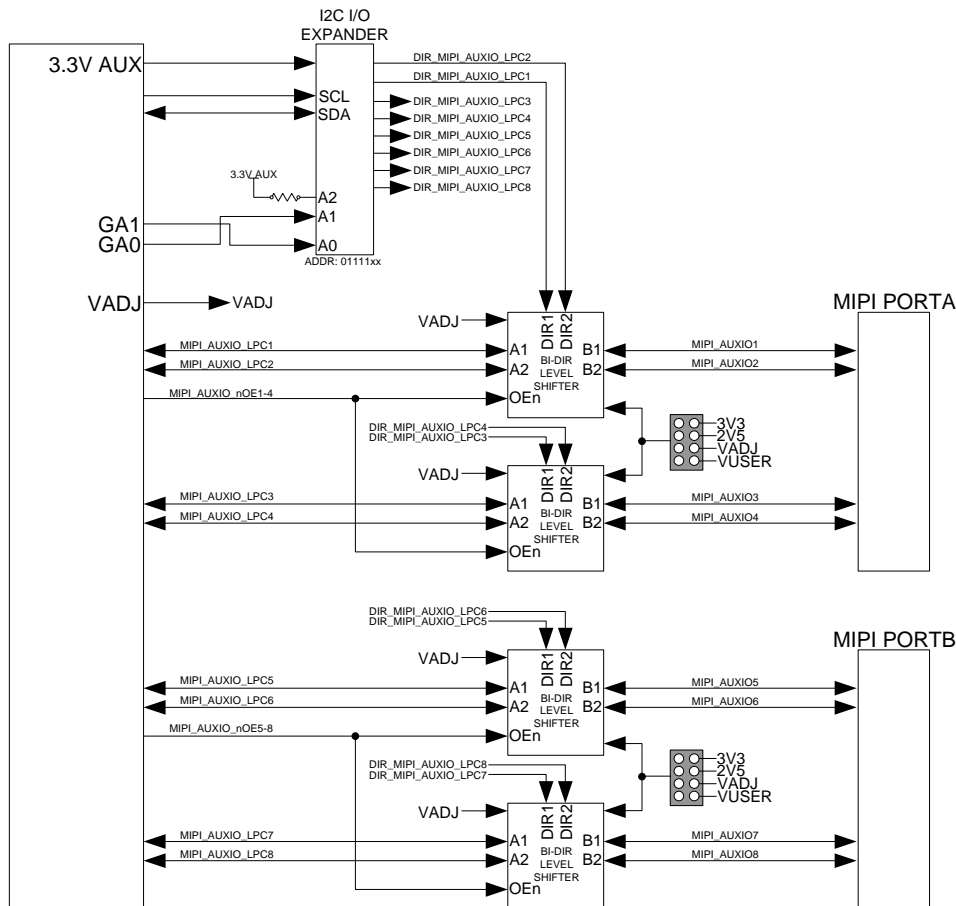 I2C I/O
EXPANDER
3.3V AUX
SCL
SDA
3.3V AUX
A2
A1
A0
GA1
GA0
ADDR: 01111xx
DIR_MIPI_AUXIO_LPC2
DIR_MIPI_AUXIO_LPC1
DIR_MIPI_AUXIO_LPC3
DIR_MIPI_AUXIO_LPC4
DIR_MIPI_AUXIO_LPC5
DIR_MIPI_AUXIO_LPC6
DIR_MIPI_AUXIO_LPC7
DIR_MIPI_AUXIO_LPC8
VADJ
VADJ
MIPI PORTA
VADJ
DIR1
DIR2
MIPI_AUXIO_LPC1
A1
B1
MIPI_AUXIO1
MIPI_AUXIO_LPC2
A2
B2
MIPI_AUXIO2
BI-DIR
LEVEL
SHIFTER
MIPI_AUXIO_nOE1-4
OEn
3V3
2V5
VADJ
VUSER
DIR_MIPI_AUXIO_LPC4
DIR_MIPI_AUXIO_LPC3
VADJ
DIR1
DIR2
MIPI_AUXIO_LPC3
A1
B1
MIPI_AUXIO3
MIPI_AUXIO_LPC4
A2
B2
MIPI_AUXIO4
BI-DIR
LEVEL
SHIFTER
OEn
DIR_MIPI_AUXIO_LPC6
DIR_MIPI_AUXIO_LPC5
MIPI PORTB
VADJ
DIR1
DIR2
MIPI_AUXIO_LPC5
A1
B1
MIPI_AUXIO5
MIPI_AUXIO_LPC6
A2
B2
MIPI_AUXIO6
BI-DIR
LEVEL
SHIFTER
MIPI_AUXIO_nOE5-8
OEn
3V3
2V5
VADJ
VUSER
DIR_MIPI_AUXIO_LPC8
DIR_MIPI_AUXIO_LPC7
VADJ
DIR1
DIR2
MIPI_AUXIO_LPC7
A1
B1
MIPI_AUXIO7
MIPI_AUXIO_LPC8
A2
B2
MIPI_AUXIO8
BI-DIR
LEVEL
SHIFTER
OEn